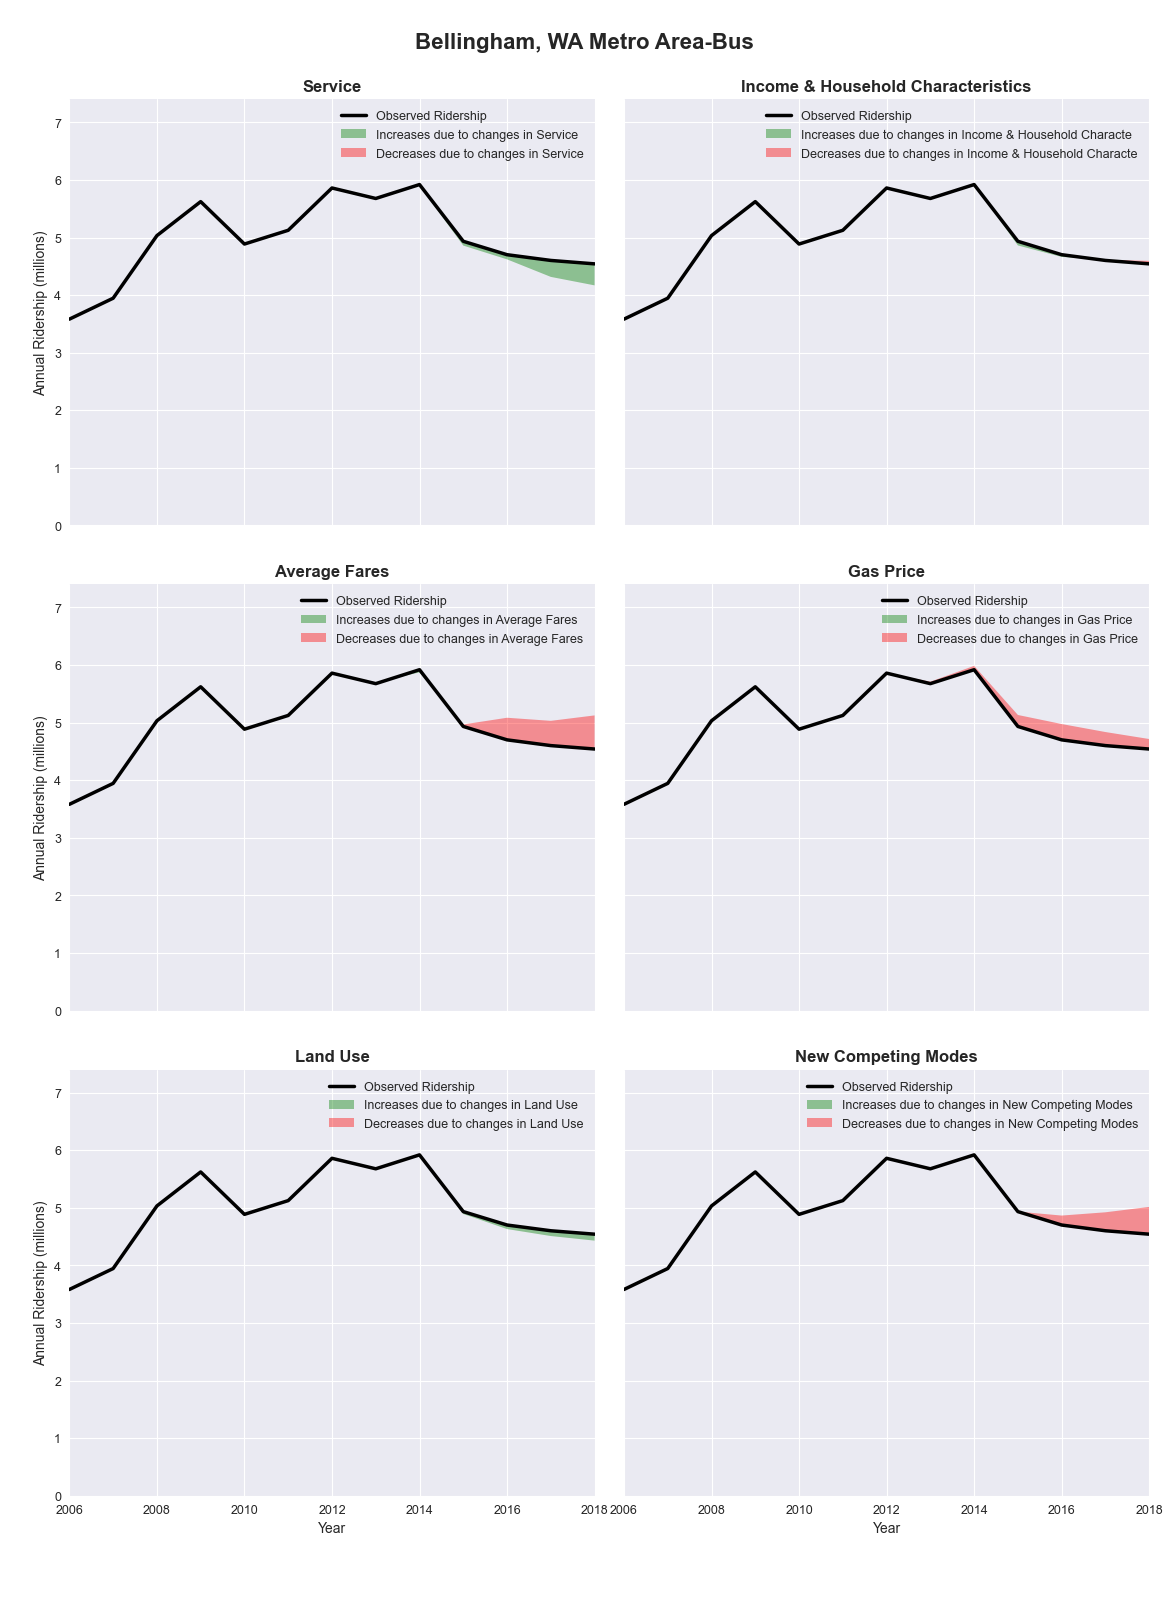 Bellingham, WA Metro Area-Bus
Service
Observed Ridership
Increases due to changes in Service
Decreases due to changes in Service
Annual Ridership (millions)
7
6
5
4
3
2
1
0
Income & Household Characteristics
Observed Ridership
Increases due to changes in Income & Household Characte
Decreases due to changes in Income & Household Characte
Average Fares
Observed Ridership
Increases due to changes in Average Fares
Decreases due to changes in Average Fares
Annual Ridership (millions)
7
6
5
4
3
2
1
0
Gas Price
Observed Ridership
Increases due to changes in Gas Price
Decreases due to changes in Gas Price
Land Use
Observed Ridership
Increases due to changes in Land Use
Decreases due to changes in Land Use
Annual Ridership (millions)
7
6
5
4
3
2
1
0
2006 2008 2010 2012 2014 2016 2018
Year
New Competing Modes
Observed Ridership
Increases due to changes in New Competing Modes
Decreases due to changes in New Competing Modes
2006 2008 2010 2012 2014 2016 2018
Year